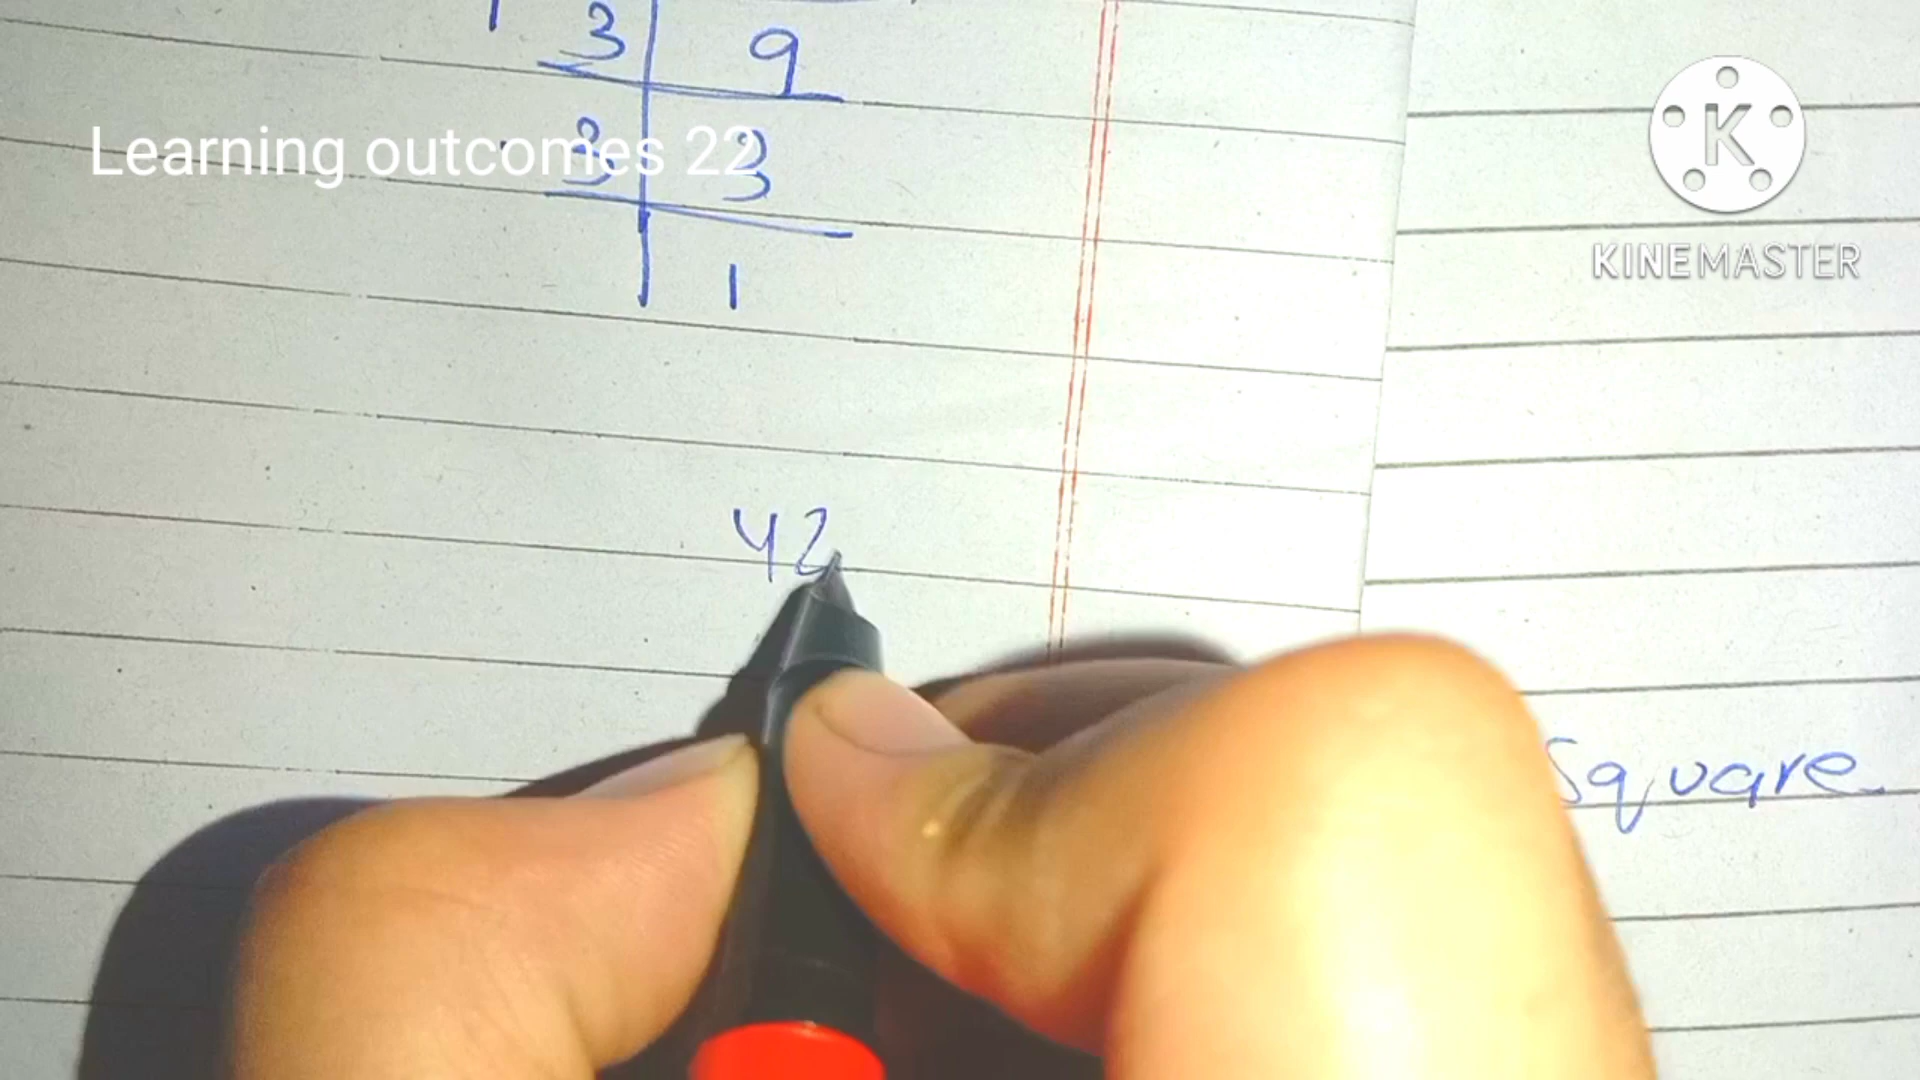 3 | 9
Learning outcomes 22
3 | 3
1
42
Square
KINEMASTER